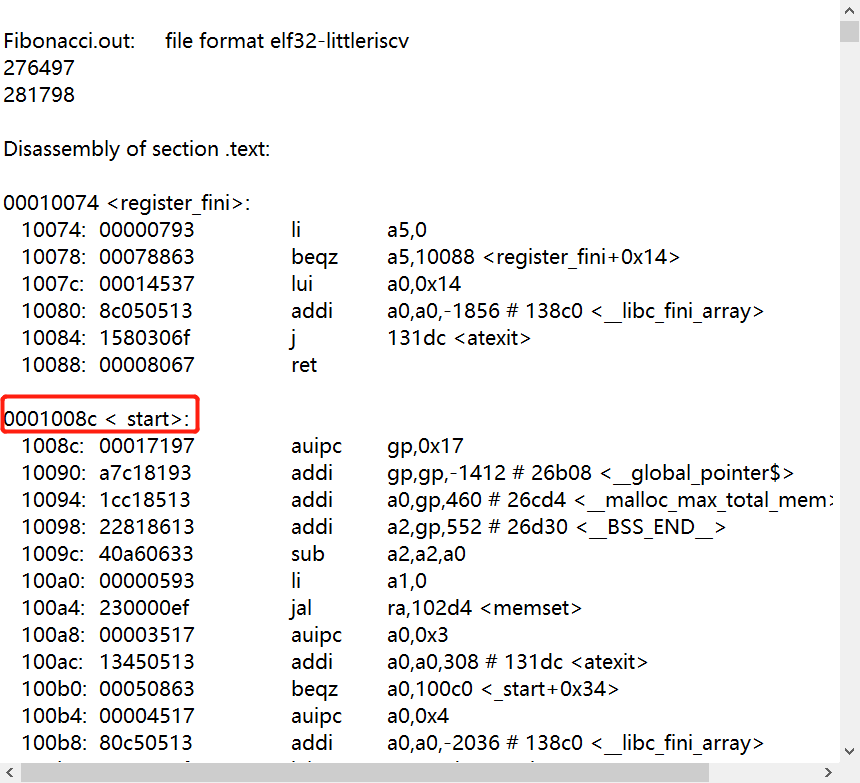 Fibonacci.out:     file format elf32-littleriscv
276497
281798
Disassembly of section .text:
00010074 <register_fini>:
10074: 00000793 li a5,0
10078: 00078863 beqz a5,10088 <register_fini+0x14>
1007c: 00014537 lui a0,0x14
10080: 8c050513 addi a0,a0,-1856 # 138c0 <__libc_fini_array>
10084: 1580306f j 131dc <atexit>
10088: 00008067 ret
0001008c <_start>:
1008c: 00017197 auipc gp,0x17
10090: a7c18193 addi gp,gp,-1412 # 26b08 <__global_pointer$>
10094: 1cc18513 addi a0,gp,460 # 26cd4 <__malloc_max_total_mem>
10098: 22818613 addi a2,gp,552 # 26d30 <__BSS_END__>
1009c: 40a60633 sub a2,a2,a0
100a0: 00000593 li a1,0
100a4: 230000ef jal ra,102d4 <memset>
100a8: 00003517 auipc a0,0x3
100ac: 13450513 addi a0,a0,308 # 131dc <atexit>
100b0: 00050863 beqz a0,100c0 <_start+0x34>
100b4: 00004517 auipc a0,0x4
100b8: 80c50513 addi a0,a0,-2036 # 138c0 <__libc_fini_array>